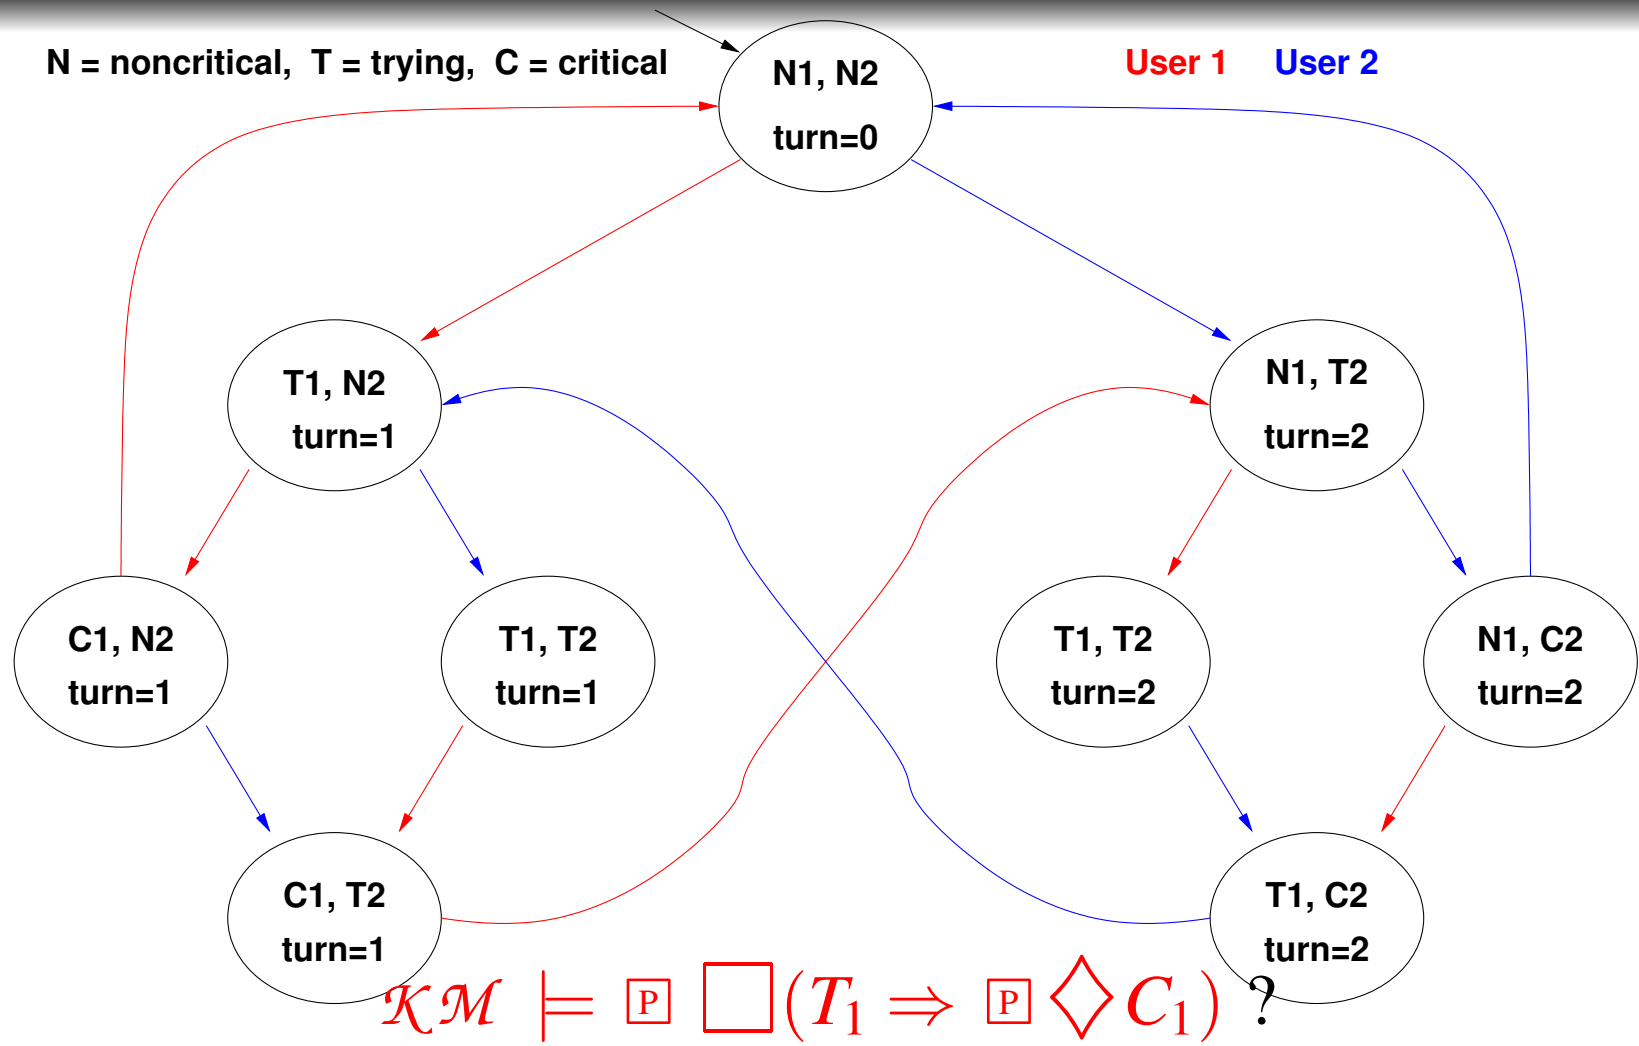 N = noncritical, T = trying, C = critical
User 1 User 2
N1, N2
turn=0
T1, N2
turn=1
N1, T2
turn=2
C1, N2
turn=1
T1, T2
turn=1
T1, T2
turn=2
N1, C2
turn=2
C1, T2
turn=1
T1, C2
turn=2
𝒦ℳ ⊨ 🄿 □(T₁ ⇒ 🄿 ◇C₁) ?